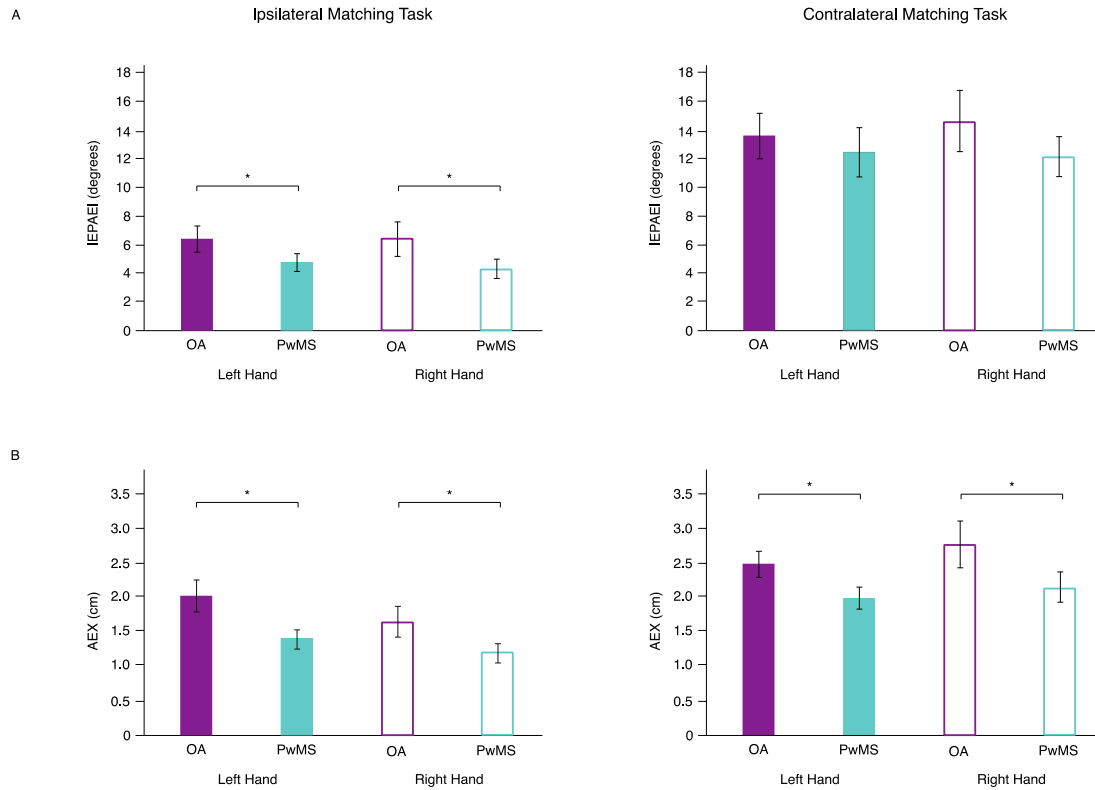 A
Ipsilateral Matching Task
Contralateral Matching Task
IEPAEI (degrees)
18
16
14
12
10
8
6
4
2
0
*
*
OA
PwMS
OA
PwMS
Left Hand
Right Hand
IEPAEI (degrees)
18
16
14
12
10
8
6
4
2
0
OA
PwMS
OA
PwMS
Left Hand
Right Hand
B
AEX (cm)
3.5
3.0
2.5
2.0
1.5
1.0
0.5
0
*
*
OA
PwMS
OA
PwMS
Left Hand
Right Hand
AEX (cm)
3.5
3.0
2.5
2.0
1.5
1.0
0.5
0
*
*
OA
PwMS
OA
PwMS
Left Hand
Right Hand